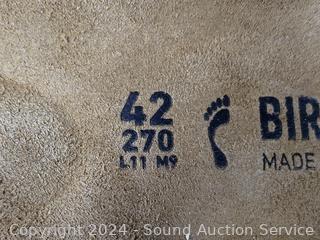 42
270
L11 M9
BIR
MADE
Copyright © 2024 - Sound Auction Service